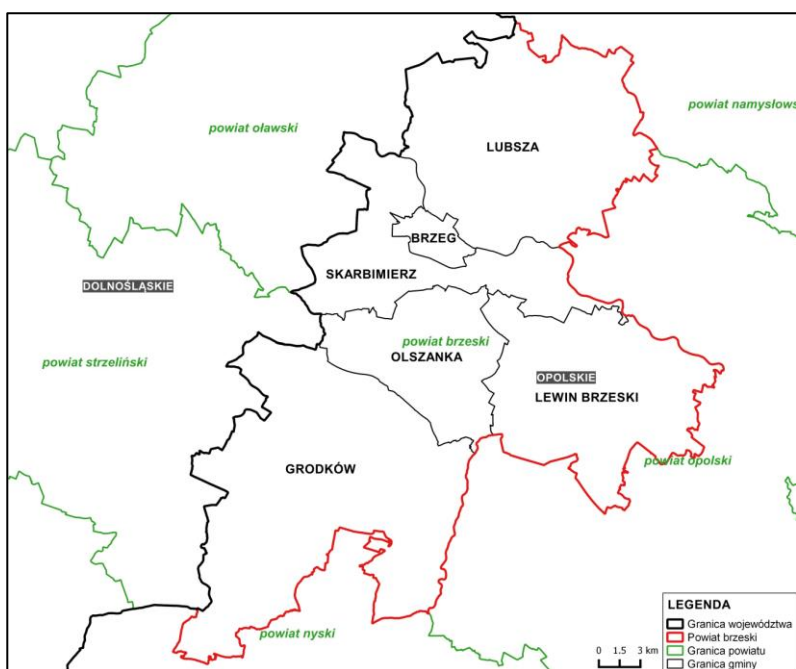 powiat namysłows
powiat oławski
LUBSZA
BRZEG
SKARBIMIERZ
DOLNOŚLĄSKIE
powiat brzeski
OLSZANKA
powiat strzeliński
OPOLSKIE
LEWIN BRZESKI
GRODKÓW
powiat opolski
powiat nyski
LEGENDA
Granica województwa
Powiat brzeski
Granica powiatu
Granica gminy
0 1.5 3 km